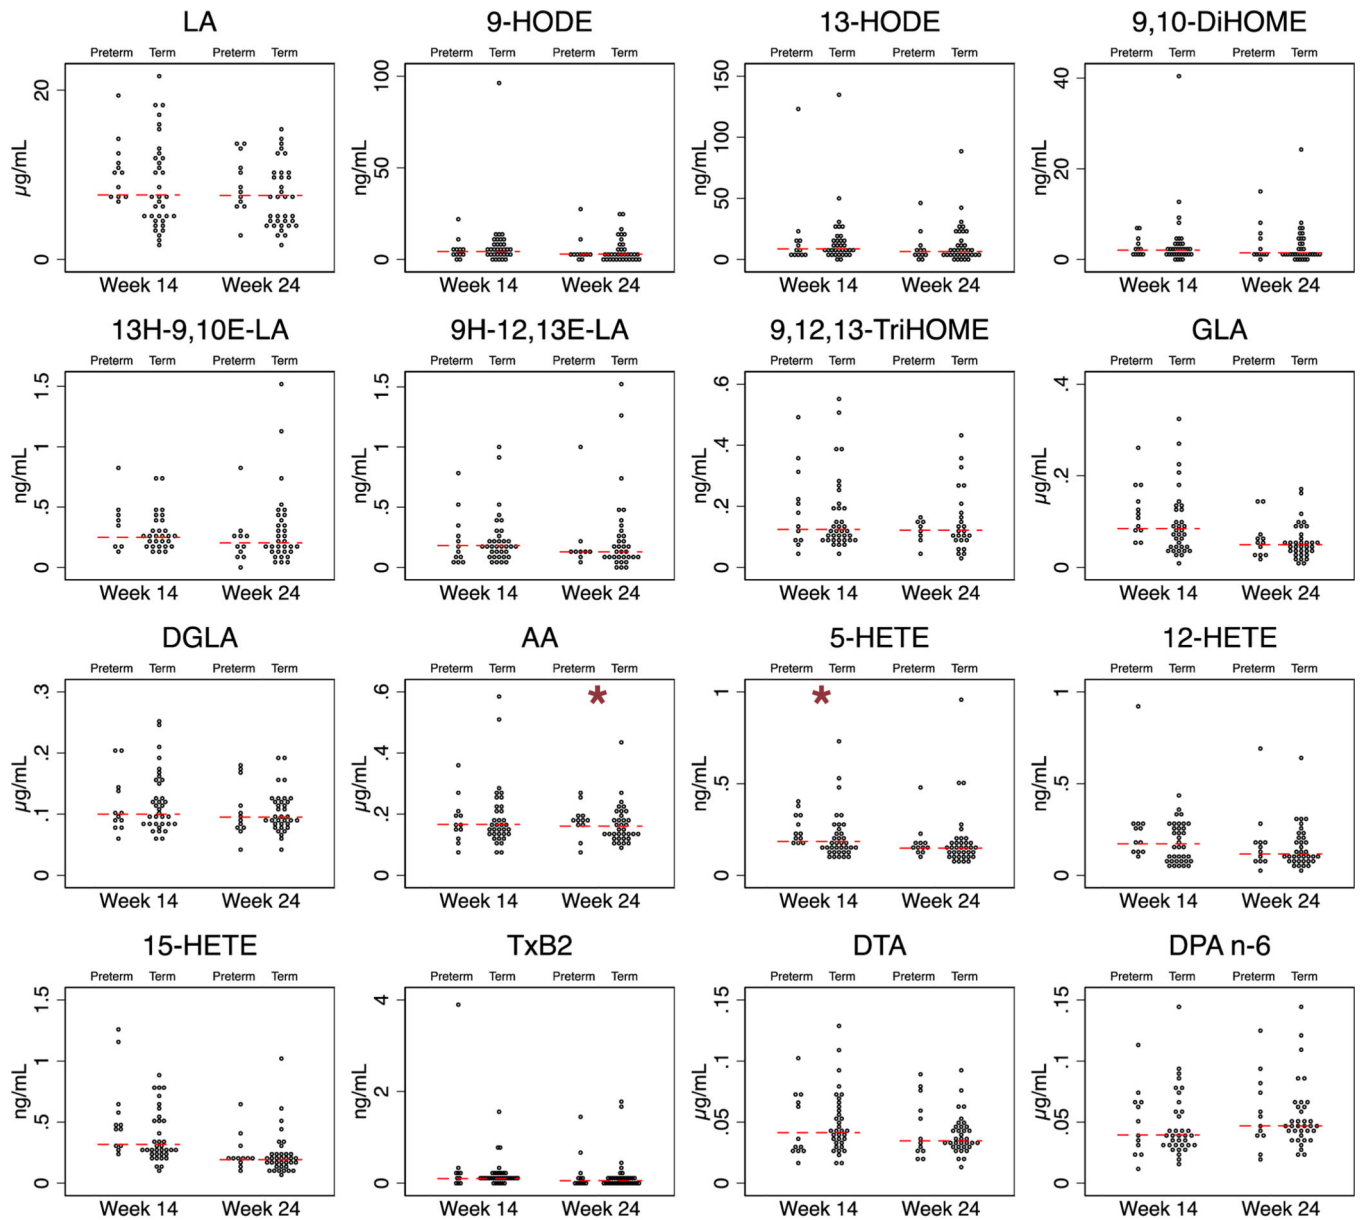 LA 9-HODE 13-HODE 9,10-DiHOME
Preterm Term Preterm Term Preterm Term Preterm Term Preterm Term Preterm Term Preterm Term Preterm Term
µg/mL 0 20 ng/mL 0 50 100 ng/mL 0 50 100 150 ng/mL 0 20 40
Week 14 Week 24 Week 14 Week 24 Week 14 Week 24 Week 14 Week 24
13H-9,10E-LA 9H-12,13E-LA 9,12,13-TriHOME GLA
Preterm Term Preterm Term Preterm Term Preterm Term Preterm Term Preterm Term Preterm Term Preterm Term
ng/mL 0 .5 1 1.5 ng/mL 0 .5 1 1.5 ng/mL 0 .2 .4 .6 µg/mL 0 .2 .4
Week 14 Week 24 Week 14 Week 24 Week 14 Week 24 Week 14 Week 24
DGLA AA 5-HETE 12-HETE
Preterm Term Preterm Term Preterm Term Preterm Term Preterm Term Preterm Term Preterm Term Preterm Term
µg/mL 0 .1 .2 .3 µg/mL 0 .2 .4 .6 * ng/mL 0 .5 1 * ng/mL 0 .5 1
Week 14 Week 24 Week 14 Week 24 Week 14 Week 24 Week 14 Week 24
15-HETE TxB2 DTA DPA n-6
Preterm Term Preterm Term Preterm Term Preterm Term Preterm Term Preterm Term Preterm Term Preterm Term
ng/mL 0 .5 1 1.5 ng/mL 0 2 4 µg/mL 0 .05 .1 .15 µg/mL 0 .05 .1 .15
Week 14 Week 24 Week 14 Week 24 Week 14 Week 24 Week 14 Week 24